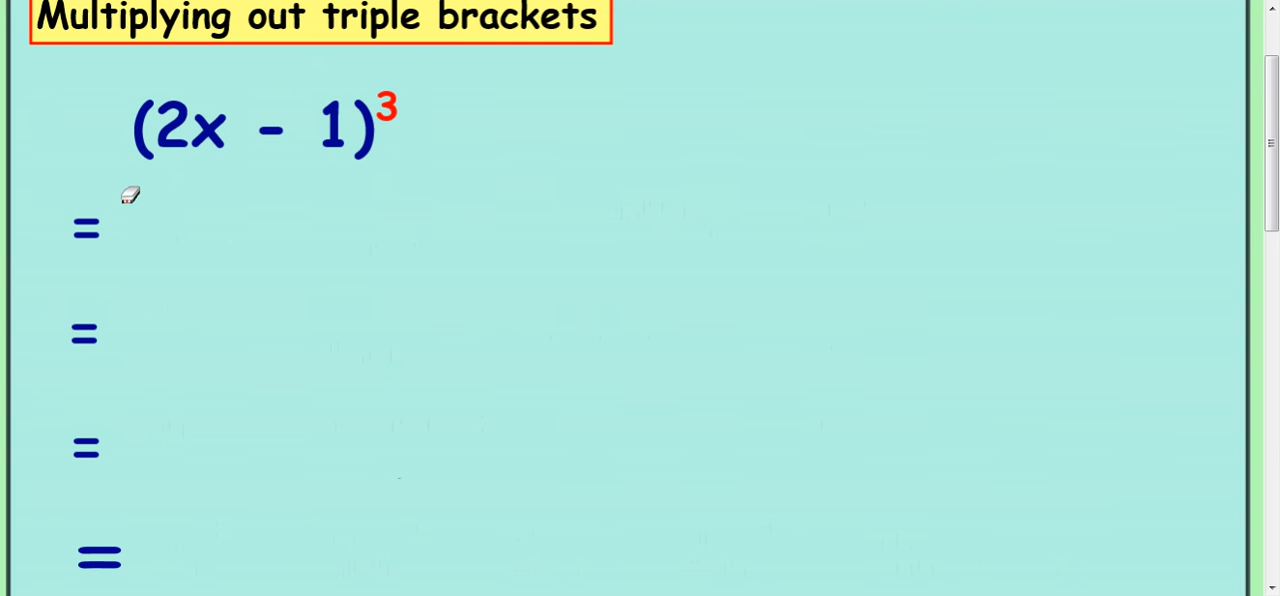 Multiplying out triple brackets
(2x - 1)³
=
=
=
=